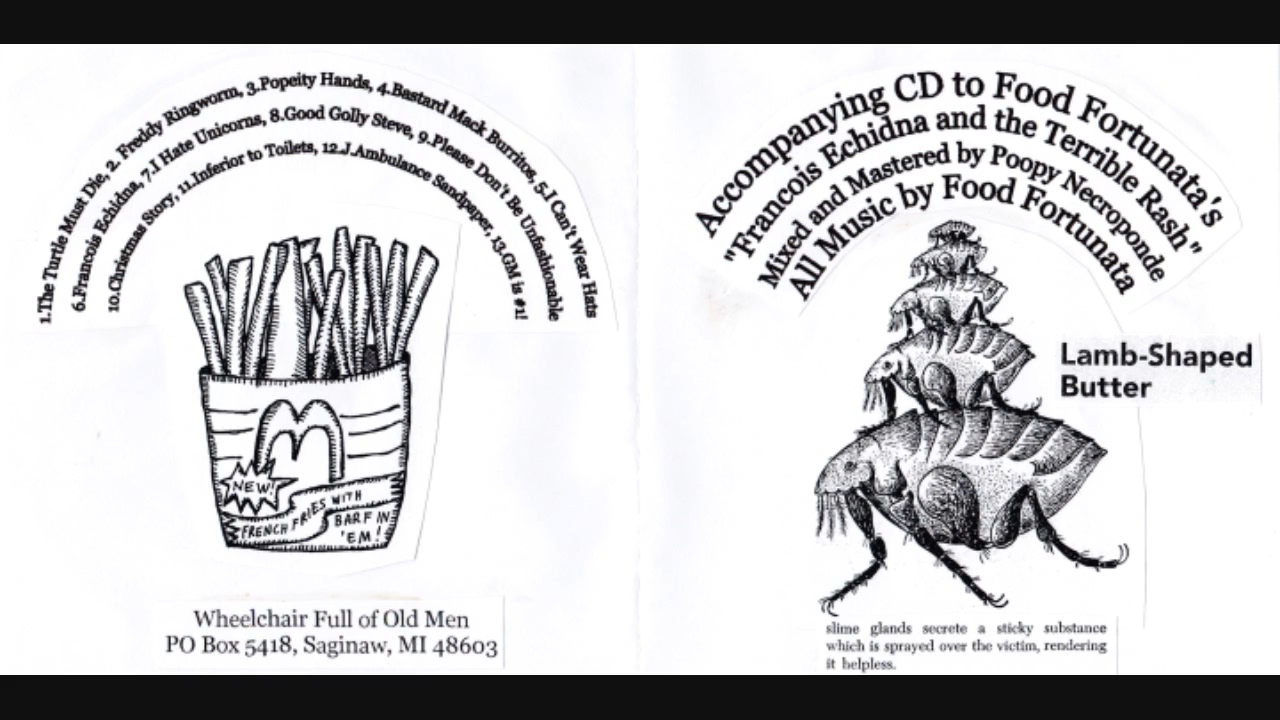 1.The Turtle Must Die, 2. Freddy Ringworm, 3.Popeity Hands, 4.Bastard Mack Burritos, 5.I Can't Wear Hats
6.Francois Echidna, 7.I Hate Unicorns, 8.Good Golly Steve, 9.Please Don't Be Unfashionable
10.Christmas Story, 11.Inferior to Toilets, 12.J.Ambulance Sandpaper, 13.GM is #1!
NEW!
FRENCH FRIES WITH
BARF IN
'EM!
Wheelchair Full of Old Men
PO Box 5418, Saginaw, MI 48603
Accompanying CD to Food Fortunata's
"Francois Echidna and the Terrible Rash"
Mixed and Mastered by Poopy Necroponde
All Music by Food Fortunata
Lamb-Shaped
Butter
slime glands secrete a sticky substance
which is sprayed over the victim, rendering
it helpless.